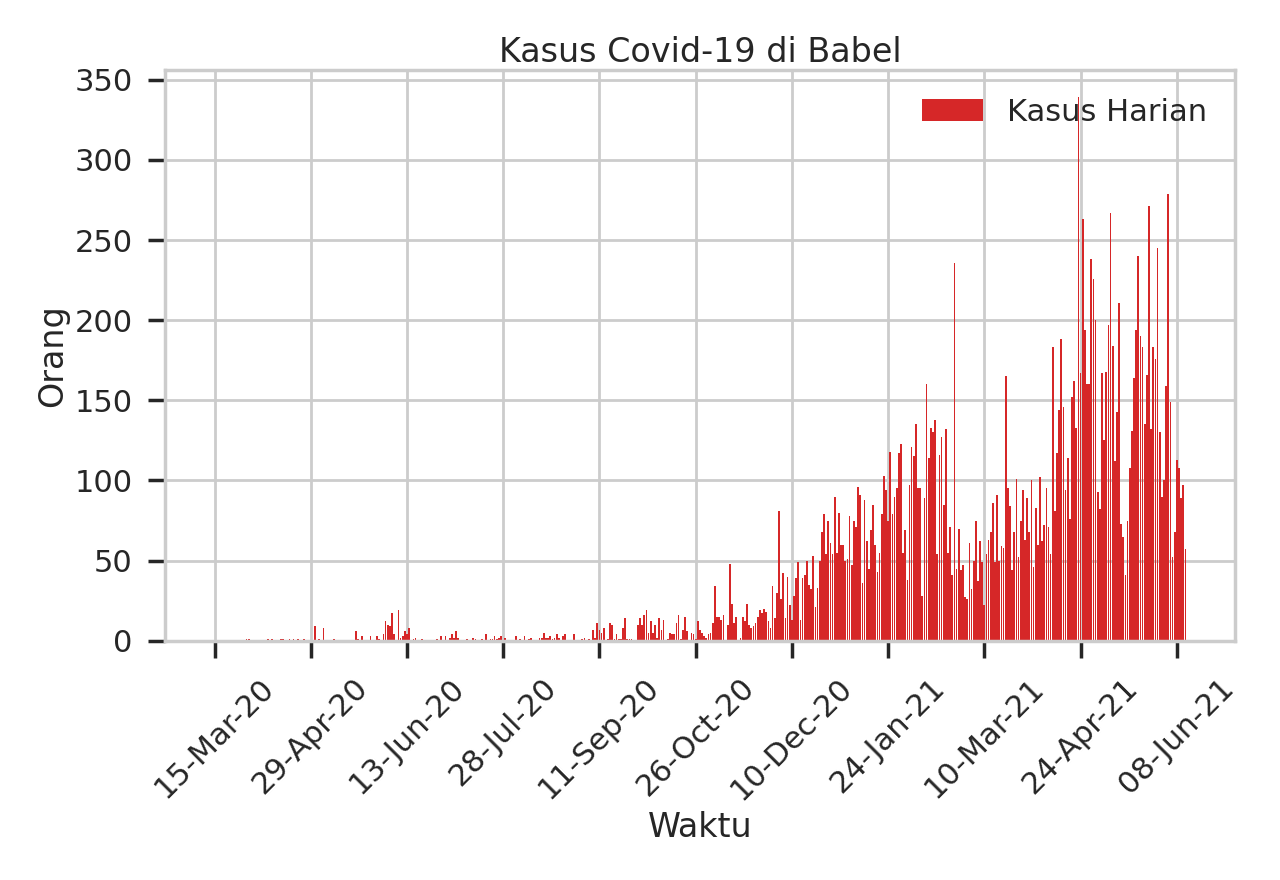 Kasus Covid-19 di Babel
Kasus Harian
350
300
250
200
150
100
50
0
Orang
15-Mar-20
29-Apr-20
13-Jun-20
28-Jul-20
11-Sep-20
26-Oct-20
10-Dec-20
24-Jan-21
10-Mar-21
24-Apr-21
08-Jun-21
Waktu